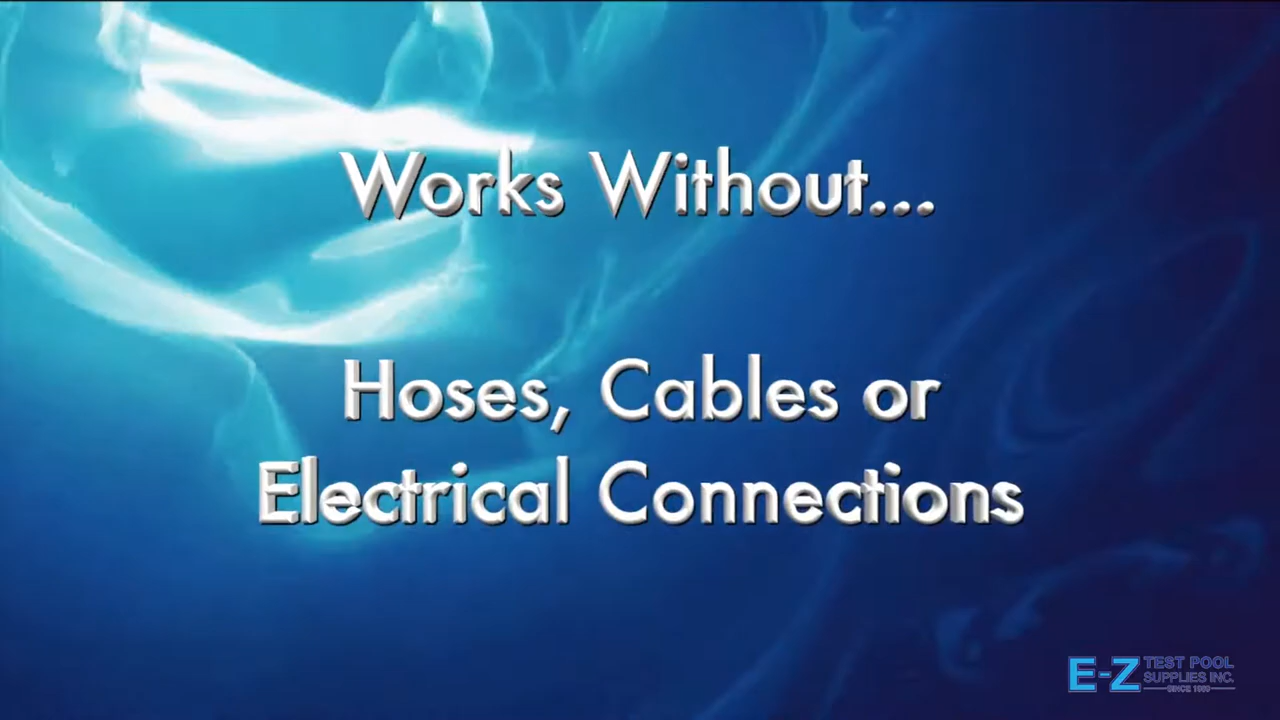 Works Without...
Hoses, Cables or
Electrical Connections
E-Z TEST POOL
SUPPLIES INC.